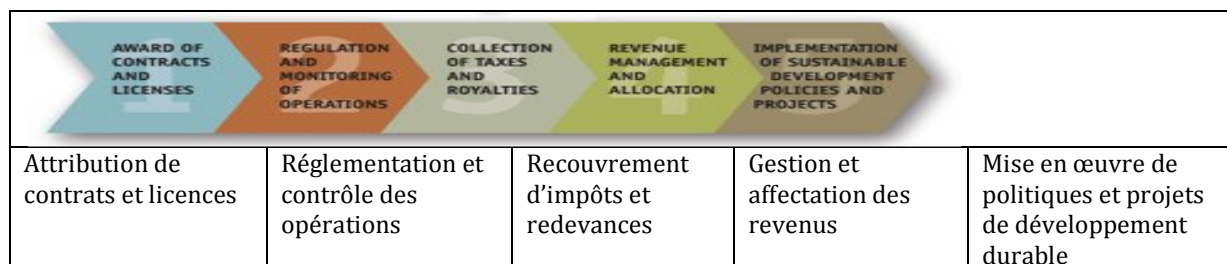 AWARD OF
CONTRACTS
AND
LICENSES
1
REGULATION
AND
MONITORING
OF
OPERATIONS
2
COLLECTION
OF TAXES
AND
ROYALTIES
3
REVENUE
MANAGEMENT
AND
ALLOCATION
4
IMPLEMENTATION
OF SUSTAINABLE
DEVELOPMENT
POLICIES AND
PROJECTS
5
Attribution de
contrats et licences
Réglementation et
contrôle des
opérations
Recouvrement
d’impôts et
redevances
Gestion et
affectation des
revenus
Mise en œuvre de
politiques et projets
de développement
durable